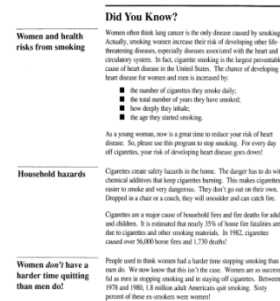 Did You Know?
Women and health
risks from smoking
Women often think lung cancer is the only disease caused by smoking.
Actually, smoking women increase their risk of developing other life-
threatening diseases, especially diseases associated with the heart and
circulatory system. In fact, cigarette smoking is the largest preventable
cause of heart disease in the United States. The chance of developing
heart disease for women and men is increased by:
■ the number of cigarettes they smoke daily;
■ the total number of years they have smoked;
■ how deeply they inhale;
■ the age they started smoking.
As a young woman, now is a great time to reduce your risk of heart
disease. So, please use this program to stop smoking. For every day
off cigarettes, your risk of developing heart disease goes down!
Household hazards
Cigarettes create safety hazards in the home. The danger has to do with
chemical additives that keep cigarettes burning. This makes cigarettes
easier to smoke and very dangerous. They don't go out on their own.
Dropped in a chair or a couch, they will smoulder and can catch fire.
Cigarettes are a major cause of household fires and fire deaths for adults
and children. It is estimated that nearly 35% of home fire fatalities are
due to cigarettes and other smoking materials. In 1982, cigarettes
caused over 56,000 home fires and 1,730 deaths!
Women don't have a
harder time quitting
than men do!
People used to think women had a harder time stopping smoking than
men do. We now know that this isn't the case. Women are as success-
ful as men in stopping smoking and in staying off cigarettes. Between
1978 and 1980, 1.8 million adult Americans quit smoking. Sixty
percent of these ex-smokers were women!